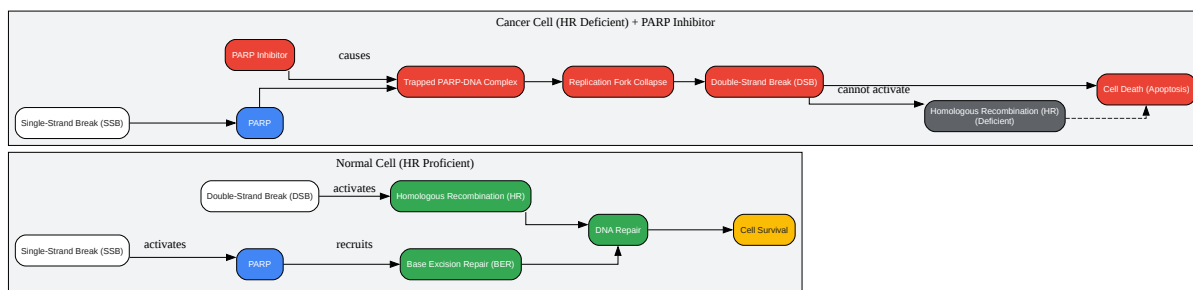 Cancer Cell (HR Deficient) + PARP Inhibitor
PARP Inhibitor
causes
Trapped PARP-DNA Complex
Replication Fork Collapse
Double-Strand Break (DSB)
cannot activate
Cell Death (Apoptosis)
Single-Strand Break (SSB)
PARP
Homologous Recombination (HR)
(Deficient)
Normal Cell (HR Proficient)
Double-Strand Break (DSB)
activates
Homologous Recombination (HR)
DNA Repair
Cell Survival
Single-Strand Break (SSB)
activates
PARP
recruits
Base Excision Repair (BER)